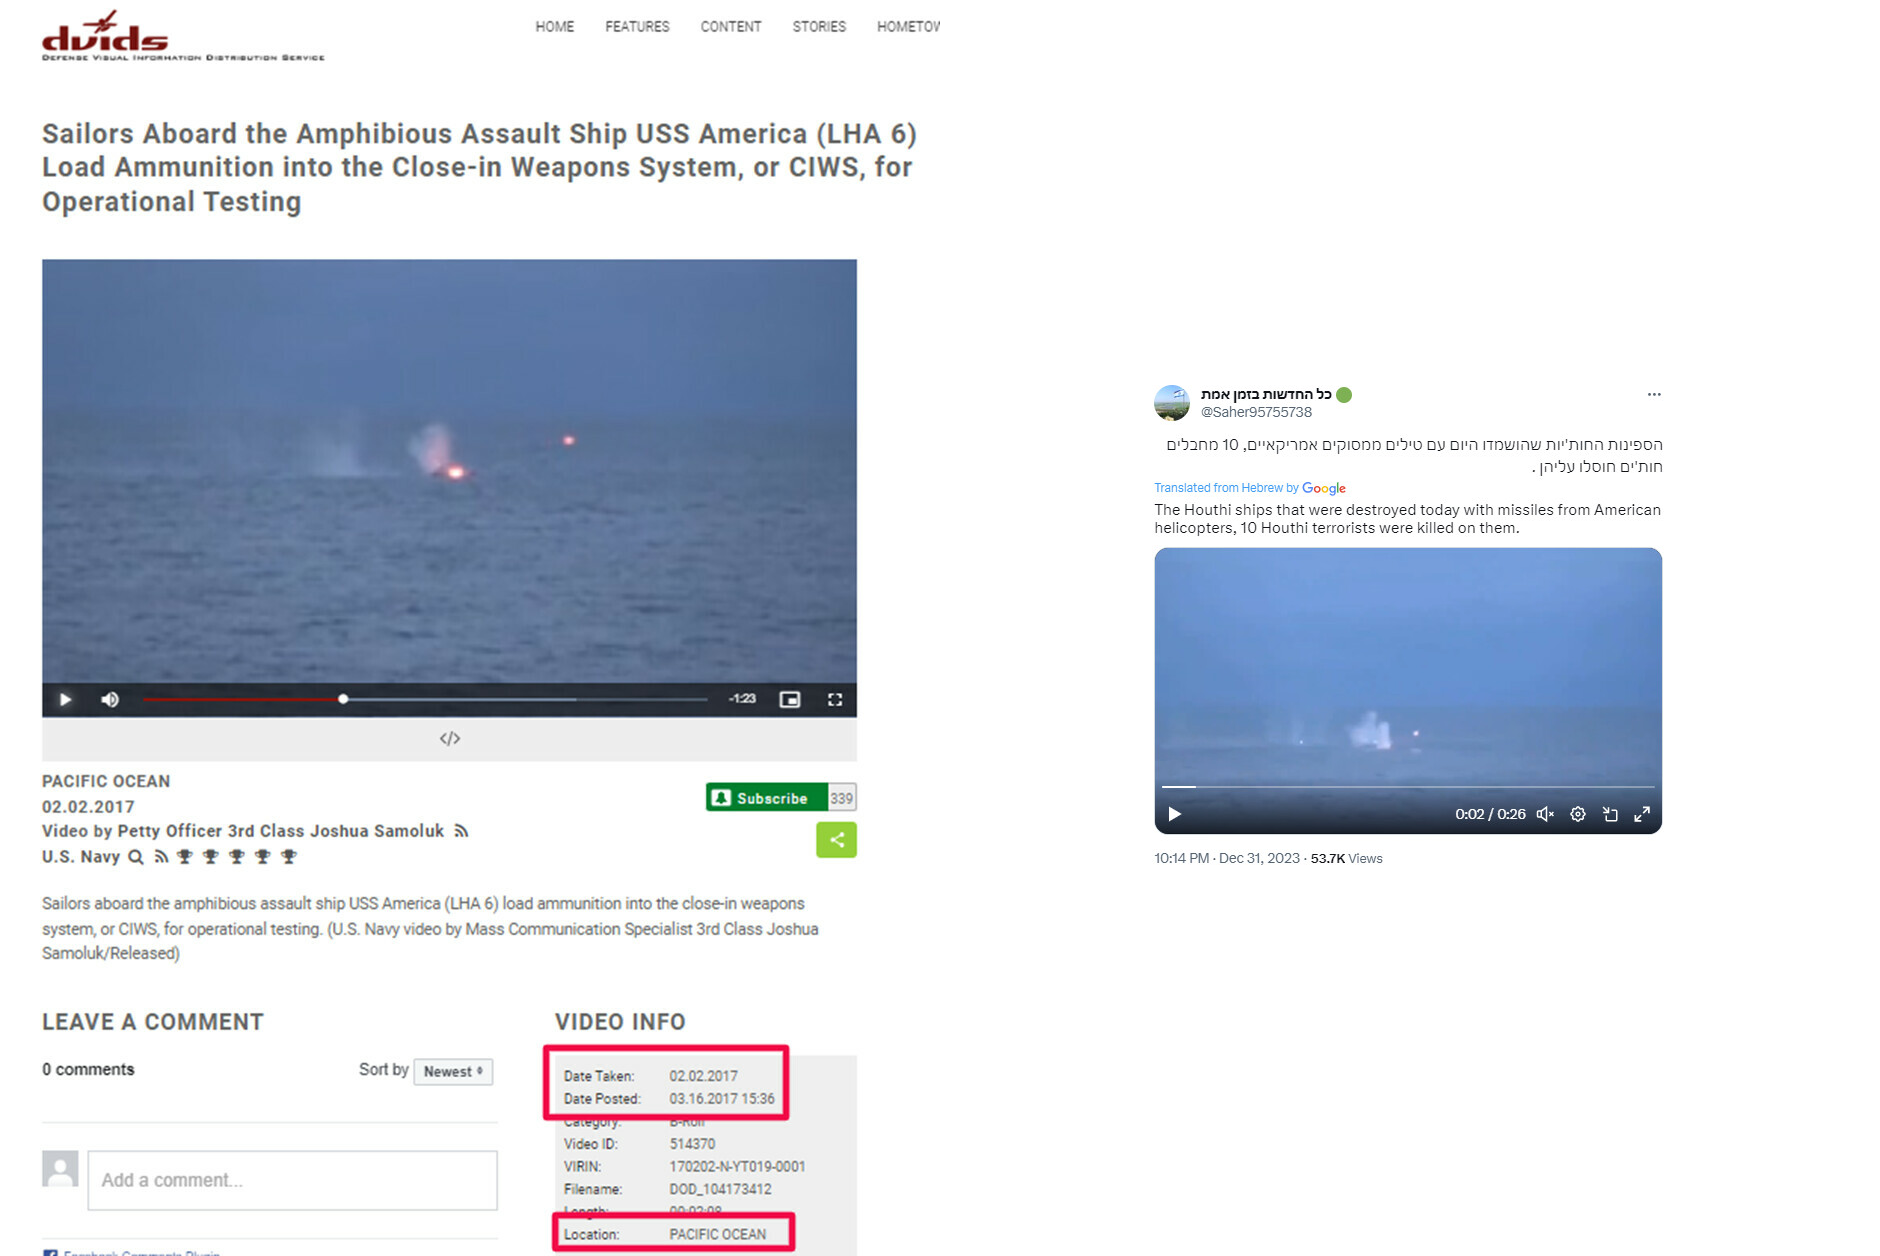 dvids
DEFENSE VISUAL INFORMATION DISTRIBUTION SERVICE
HOME FEATURES CONTENT STORIES HOMETOW
Sailors Aboard the Amphibious Assault Ship USS America (LHA 6)
Load Ammunition into the Close-in Weapons System, or CIWS, for
Operational Testing
-1:23
</>
PACIFIC OCEAN
02.02.2017
Video by Petty Officer 3rd Class Joshua Samoluk
U.S. Navy
Subscribe 339
Sailors aboard the amphibious assault ship USS America (LHA 6) load ammunition into the close-in weapons
system, or CIWS, for operational testing. (U.S. Navy video by Mass Communication Specialist 3rd Class Joshua
Samoluk/Released)
LEAVE A COMMENT
0 comments
Sort by Newest
Add a comment...
Facebook Comments Plugin
VIDEO INFO
Date Taken: 02.02.2017
Date Posted: 03.16.2017 15:36
Category: B-Roll
Video ID: 514370
VIRIN: 170202-N-YT019-0001
Filename: DOD_104173412
Length: 00:02:08
Location: PACIFIC OCEAN
כל החדשות בזמן אמת
@Saher95755738
הספינות החות'יות שהושמדו היום עם טילים ממסוקים אמריקאיים, 10 מחבלים
חות'ים חוסלו עליהן .
Translated from Hebrew by Google
The Houthi ships that were destroyed today with missiles from American
helicopters, 10 Houthi terrorists were killed on them.
0:02 / 0:26
10:14 PM · Dec 31, 2023 · 53.7K Views